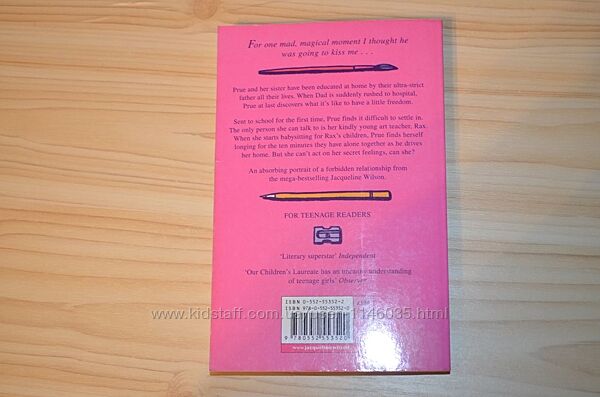 For one mad, magical moment I thought he
was going to kiss me . . .
Prue and her sister have been educated at home by their ultra-strict
father all their lives. When Dad is suddenly rushed to hospital,
Prue at last discovers what it's like to have a little freedom.
Sent to school for the first time, Prue finds it difficult to settle in.
The only person she can talk to is her kindly young art teacher, Rax.
When she starts babysitting for Rax's children, Prue finds herself
longing for the ten minutes they have alone together as he drives
her home. But she can't act on her secret feelings, can she?
An absorbing portrait of a forbidden relationship from
the mega-bestselling Jacqueline Wilson.
FOR TEENAGE READERS
'Literary superstar' Independent
'Our Children's Laureate has an uncanny understanding
of teenage girls' Observer
ISBN 0-552-55352-2
ISBN 978-0-552-55352-0
9 780552 553520